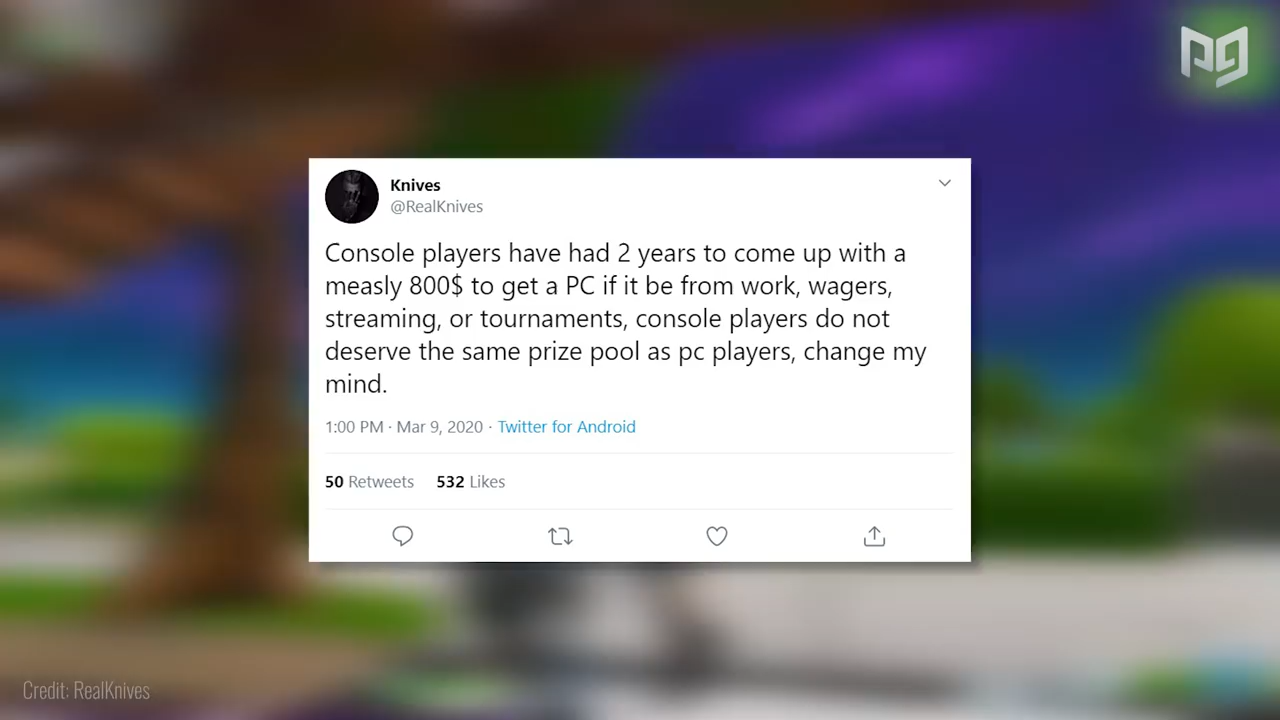 PG
Knives
@RealKnives
Console players have had 2 years to come up with a
measly 800$ to get a PC if it be from work, wagers,
streaming, or tournaments, console players do not
deserve the same prize pool as pc players, change my
mind.
1:00 PM · Mar 9, 2020 · Twitter for Android
50 Retweets 532 Likes
Credit: RealKnives